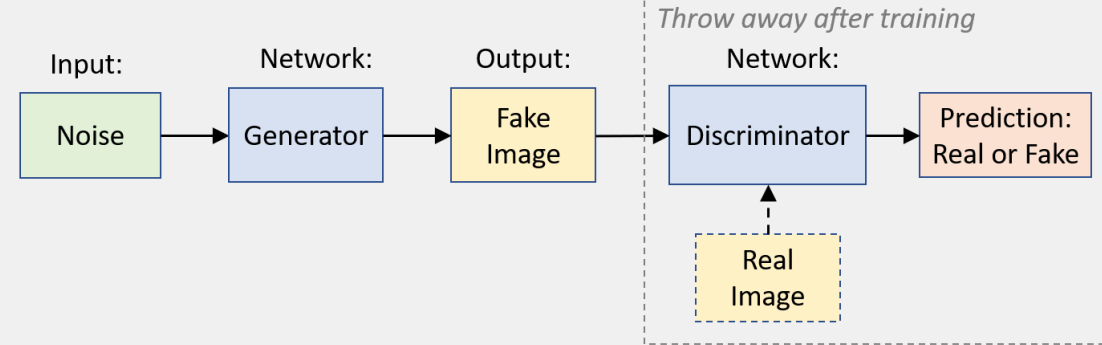 Throw away after training
Input:
Network:
Output:
Network:
Noise
Generator
Fake
Image
Discriminator
Prediction:
Real or Fake
Real
Image